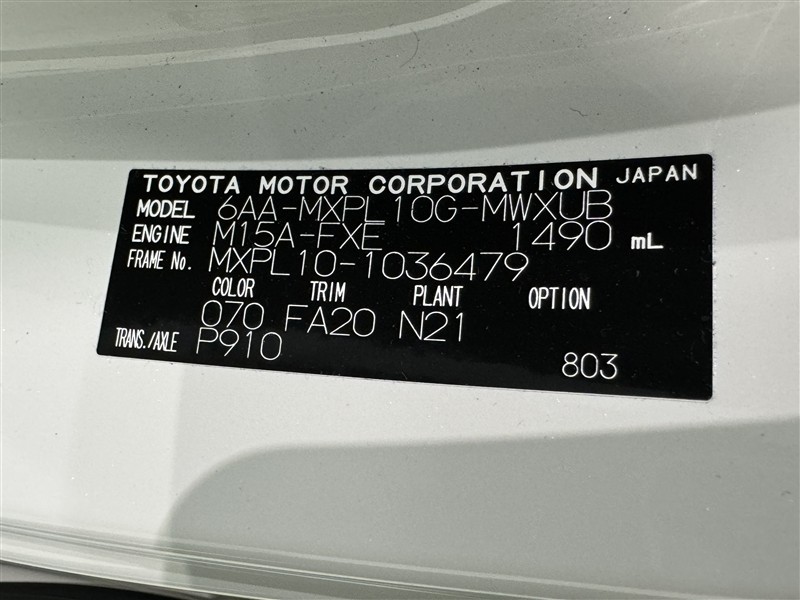 TOYOTA MOTOR CORPORATION JAPAN
MODEL 6AA-MXPL10G-MWXUB
ENGINE M15A-FXE 1490 mL
FRAME No. MXPL10-1036479
COLOR TRIM PLANT OPTION
070 FA20 N21
TRANS./AXLE P910
803